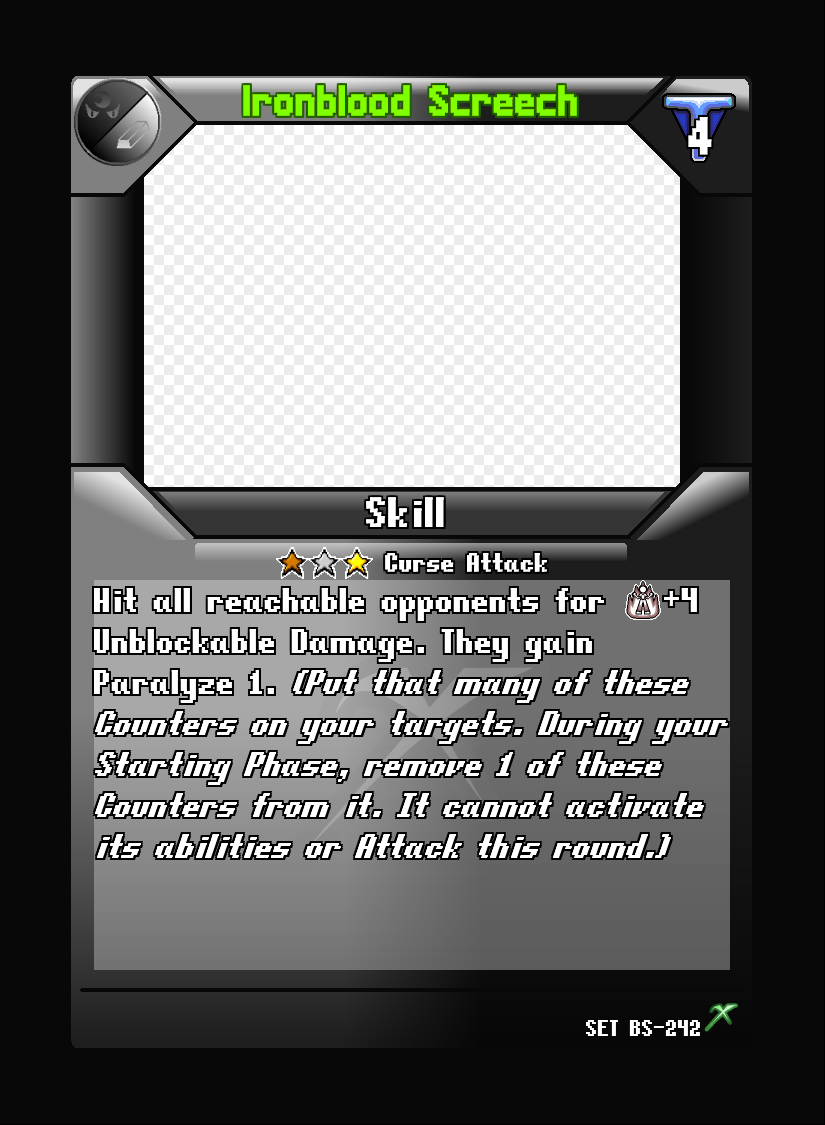 Ironblood Screech
4
Skill
Curse Attack
Hit all reachable opponents for +4
Unblockable Damage. They gain
Paralyze 1. (Put that many of these
Counters on your targets. During your
Starting Phase, remove 1 of these
Counters from it. It cannot activate
its abilities or Attack this round.)
SET BS-242